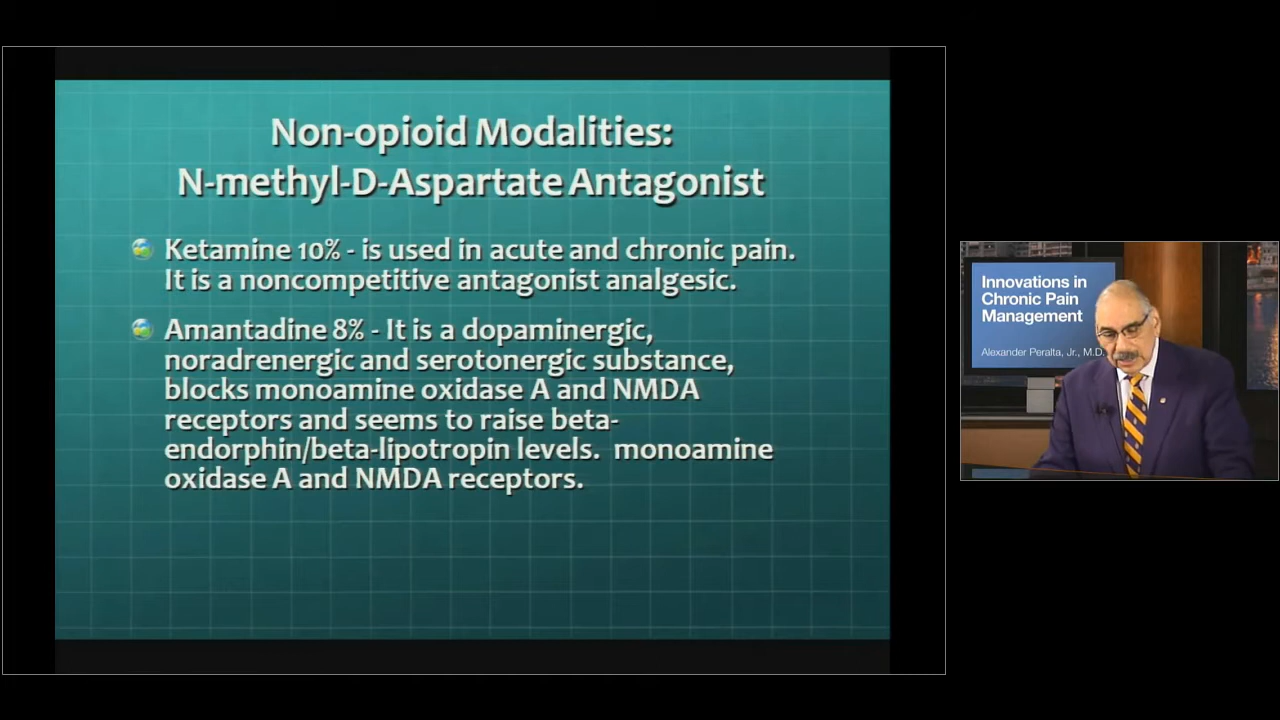 Non-opioid Modalities:
N-methyl-D-Aspartate Antagonist
Ketamine 10% - is used in acute and chronic pain.
It is a noncompetitive antagonist analgesic.
Amantadine 8% - It is a dopaminergic,
noradrenergic and serotonergic substance,
blocks monoamine oxidase A and NMDA
receptors and seems to raise beta-
endorphin/beta-lipotropin levels.  monoamine
oxidase A and NMDA receptors.
Innovations in
Chronic Pain
Management
Alexander Peralta, Jr., M.D.